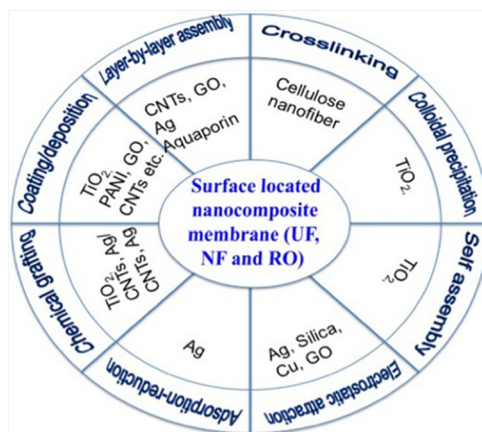 Layer-by-layer assembly
CNTs, GO,
Ag
Aquaporin
Crosslinking
Cellulose
nanofiber
Colloidal precipitation
TiO2.
Self assembly
TiO2
Electrostatic attraction
Ag, Silica,
Cu, GO
Adsorption-reduction
Ag
Chemical grafting
TiO2, Ag/
CNTs, Ag
CNTs
Coating/deposition
TiO2,
PANI, GO,
CNTs etc.
Surface located
nanocomposite
membrane (UF,
NF and RO)